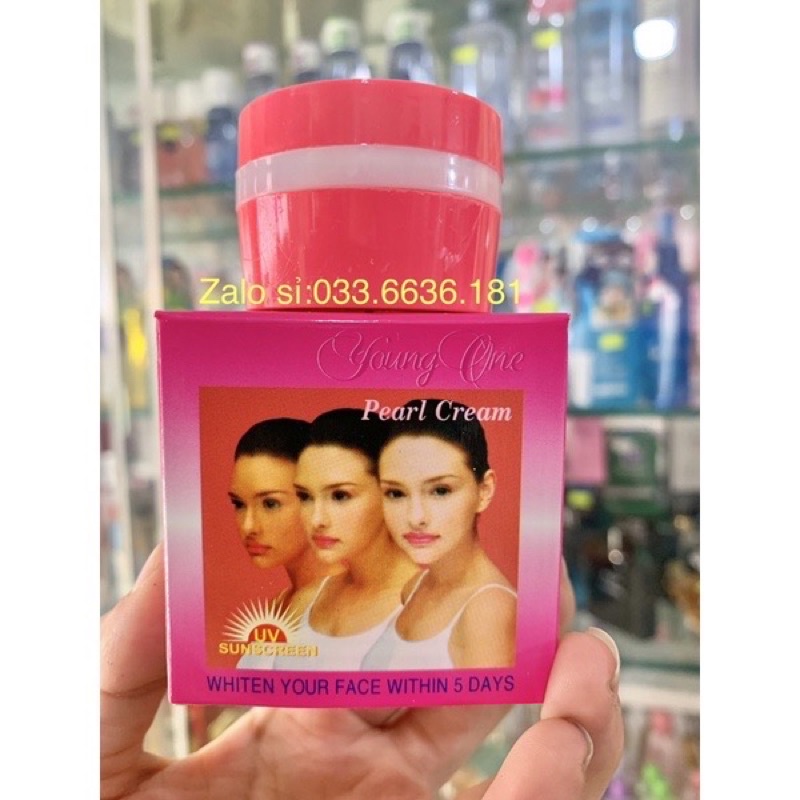 Zalo sỉ:033.6636.181
Young One
Pearl Cream
UV
SUNSCREEN
WHITEN YOUR FACE WITHIN 5 DAYS